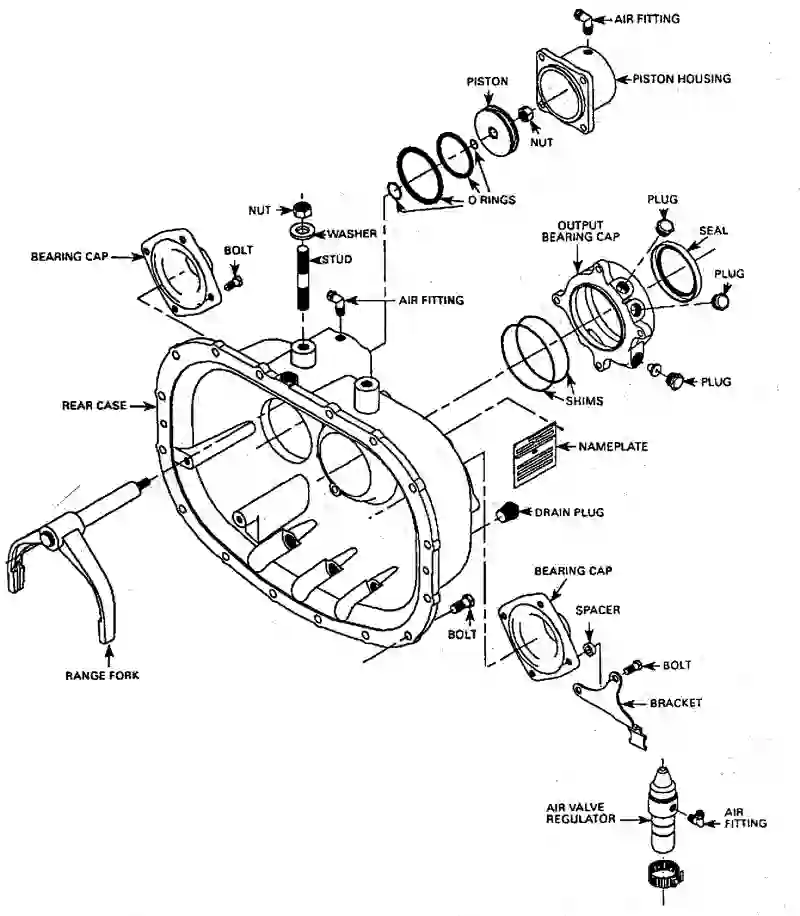 AIR FITTING
PISTON HOUSING
PISTON
NUT
O RINGS
NUT
WASHER
STUD
BEARING CAP
BOLT
AIR FITTING
PLUG
OUTPUT
BEARING CAP
SEAL
PLUG
PLUG
SHIMS
REAR CASE
NAMEPLATE
DRAIN PLUG
BEARING CAP
SPACER
BOLT
BOLT
BRACKET
RANGE FORK
AIR VALVE
REGULATOR
AIR
FITTING